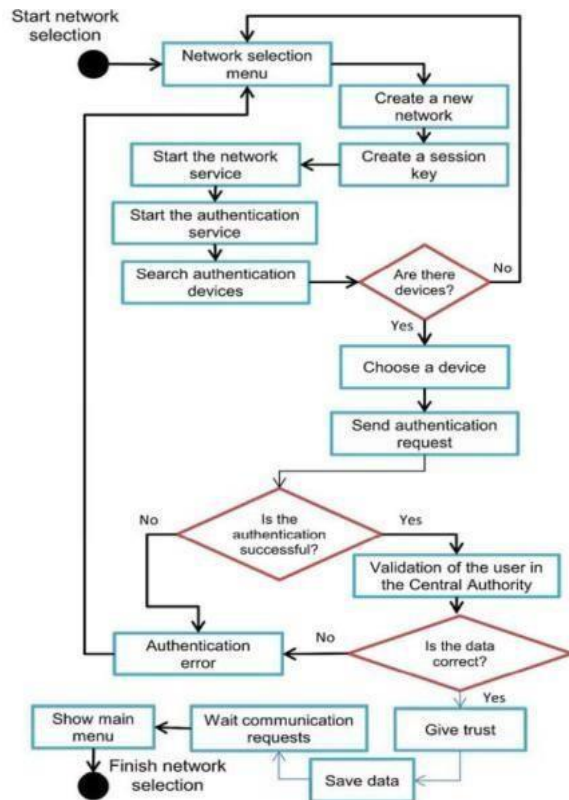 Start network
selection
Network selection
menu
Create a new
network
Create a session
key
Start the network
service
Start the authentication
service
Search authentication
devices
Are there
devices?
No
Yes
Choose a device
Send authentication
request
Is the
authentication
successful?
No
Yes
Validation of the user in
the Central Authority
Is the data
correct?
No
Authentication
error
Yes
Give trust
Save data
Wait communication
requests
Show main
menu
Finish network
selection